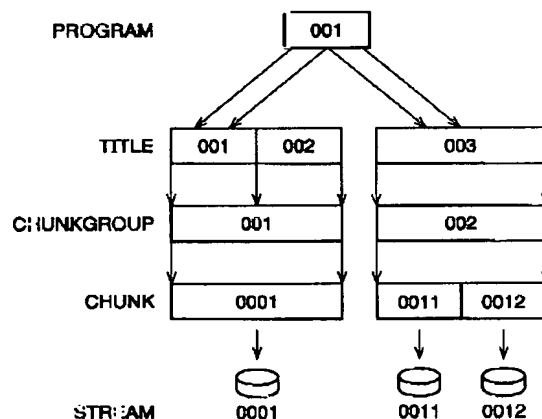 PROGRAM 001
TITLE 001 002 003
CHUNKGROUP 001 002
CHUNK 0001 0011 0012
STREAM 0001 0011 0012